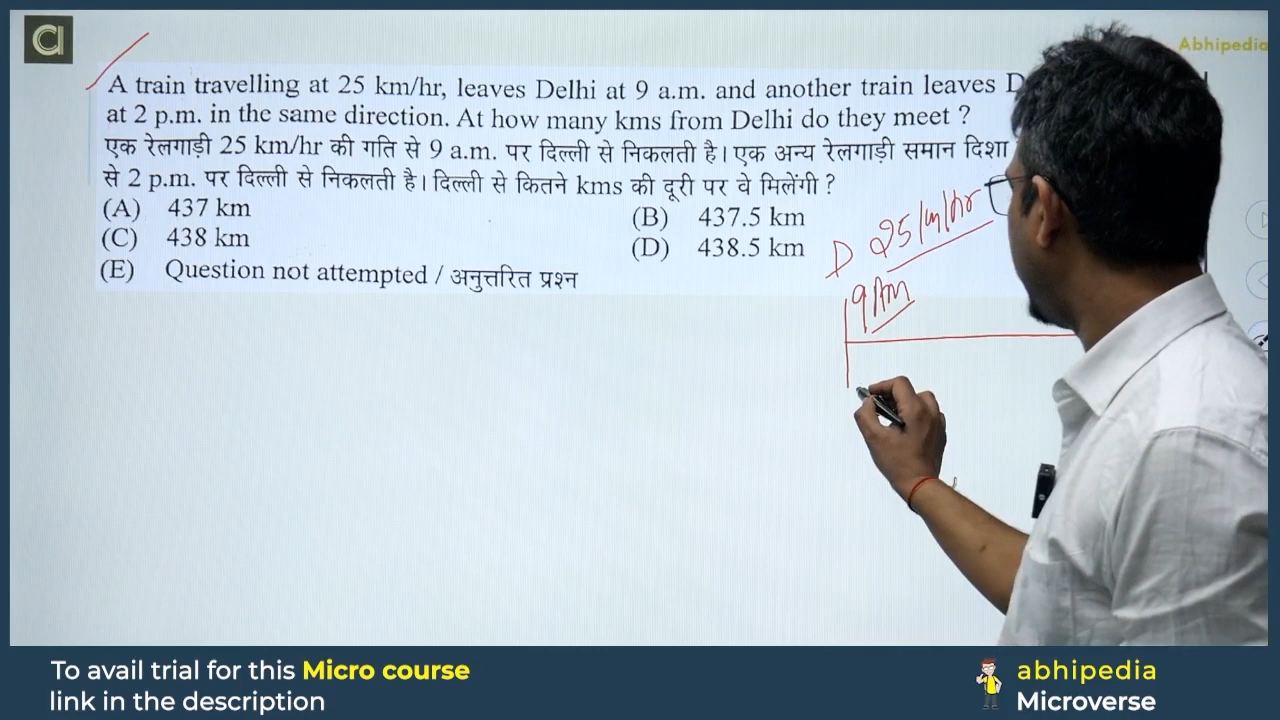 Abhipedia
A train travelling at 25 km/hr, leaves Delhi at 9 a.m. and another train leaves
at 2 p.m. in the same direction. At how many kms from Delhi do they meet ?
एक रेलगाड़ी 25 km/hr की गति से 9 a.m. पर दिल्ली से निकलती है। एक अन्य रेलगाड़ी समान दिशा
से 2 p.m. पर दिल्ली से निकलती है। दिल्ली से कितने kms की दूरी पर वे मिलेंगी ?
(A) 437 km (B) 437.5 km
(C) 438 km (D) 438.5 km
(E) Question not attempted / अनुत्तरित प्रश्न
D 25/m/hr
9 AM
To avail trial for this Micro course
link in the description
abhipedia
Microverse